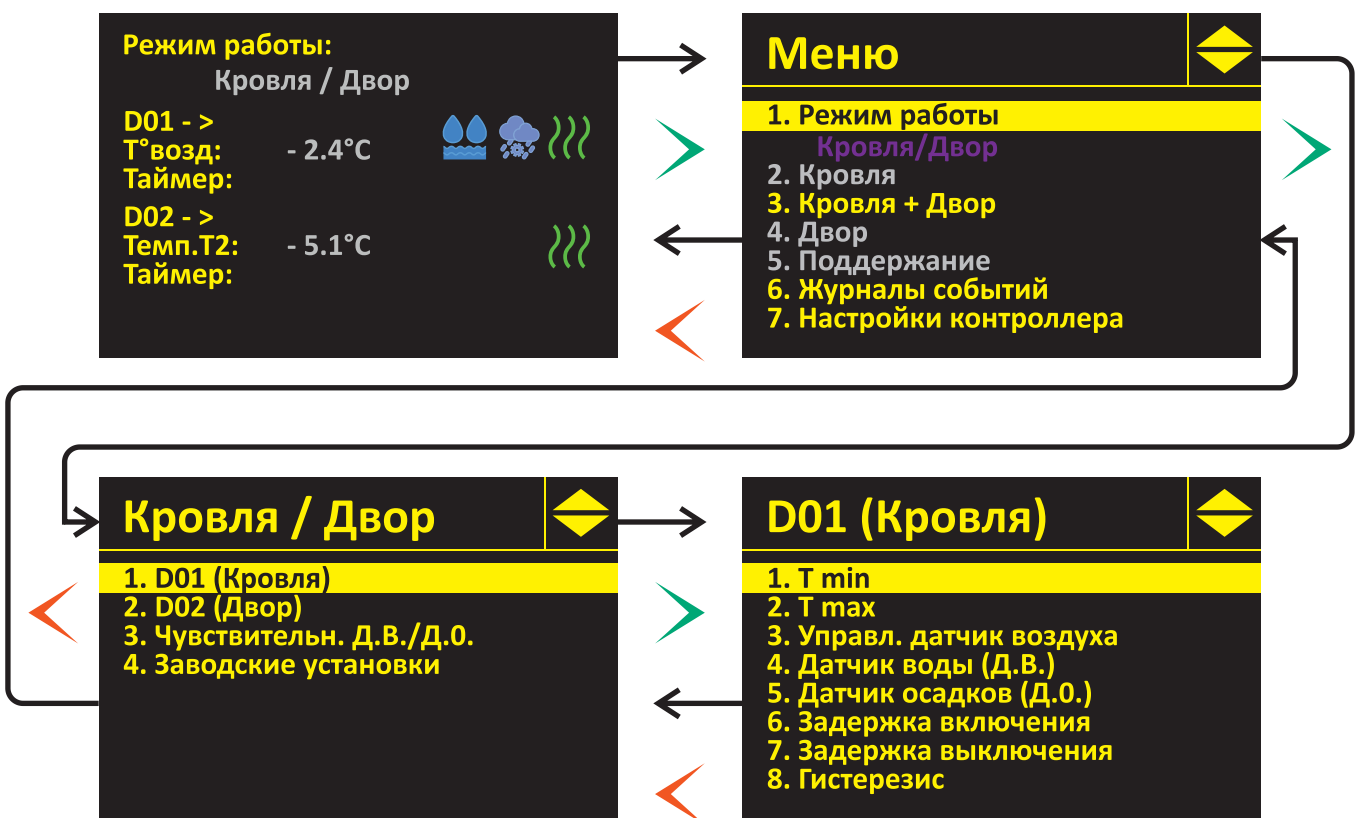 Режим работы:
Кровля / Двор
D01 - >
T°возд: - 2.4°C
Таймер:
D02 - >
Темп.T2: - 5.1°C
Таймер:
Меню
1. Режим работы
Кровля/Двор
2. Кровля
3. Кровля + Двор
4. Двор
5. Поддержание
6. Журналы событий
7. Настройки контроллера
Кровля / Двор
1. D01 (Кровля)
2. D02 (Двор)
3. Чувствительн. Д.В./Д.О.
4. Заводские установки
D01 (Кровля)
1. T min
2. T max
3. Управл. датчик воздуха
4. Датчик воды (Д.В.)
5. Датчик осадков (Д.О.)
6. Задержка включения
7. Задержка выключения
8. Гистерезис